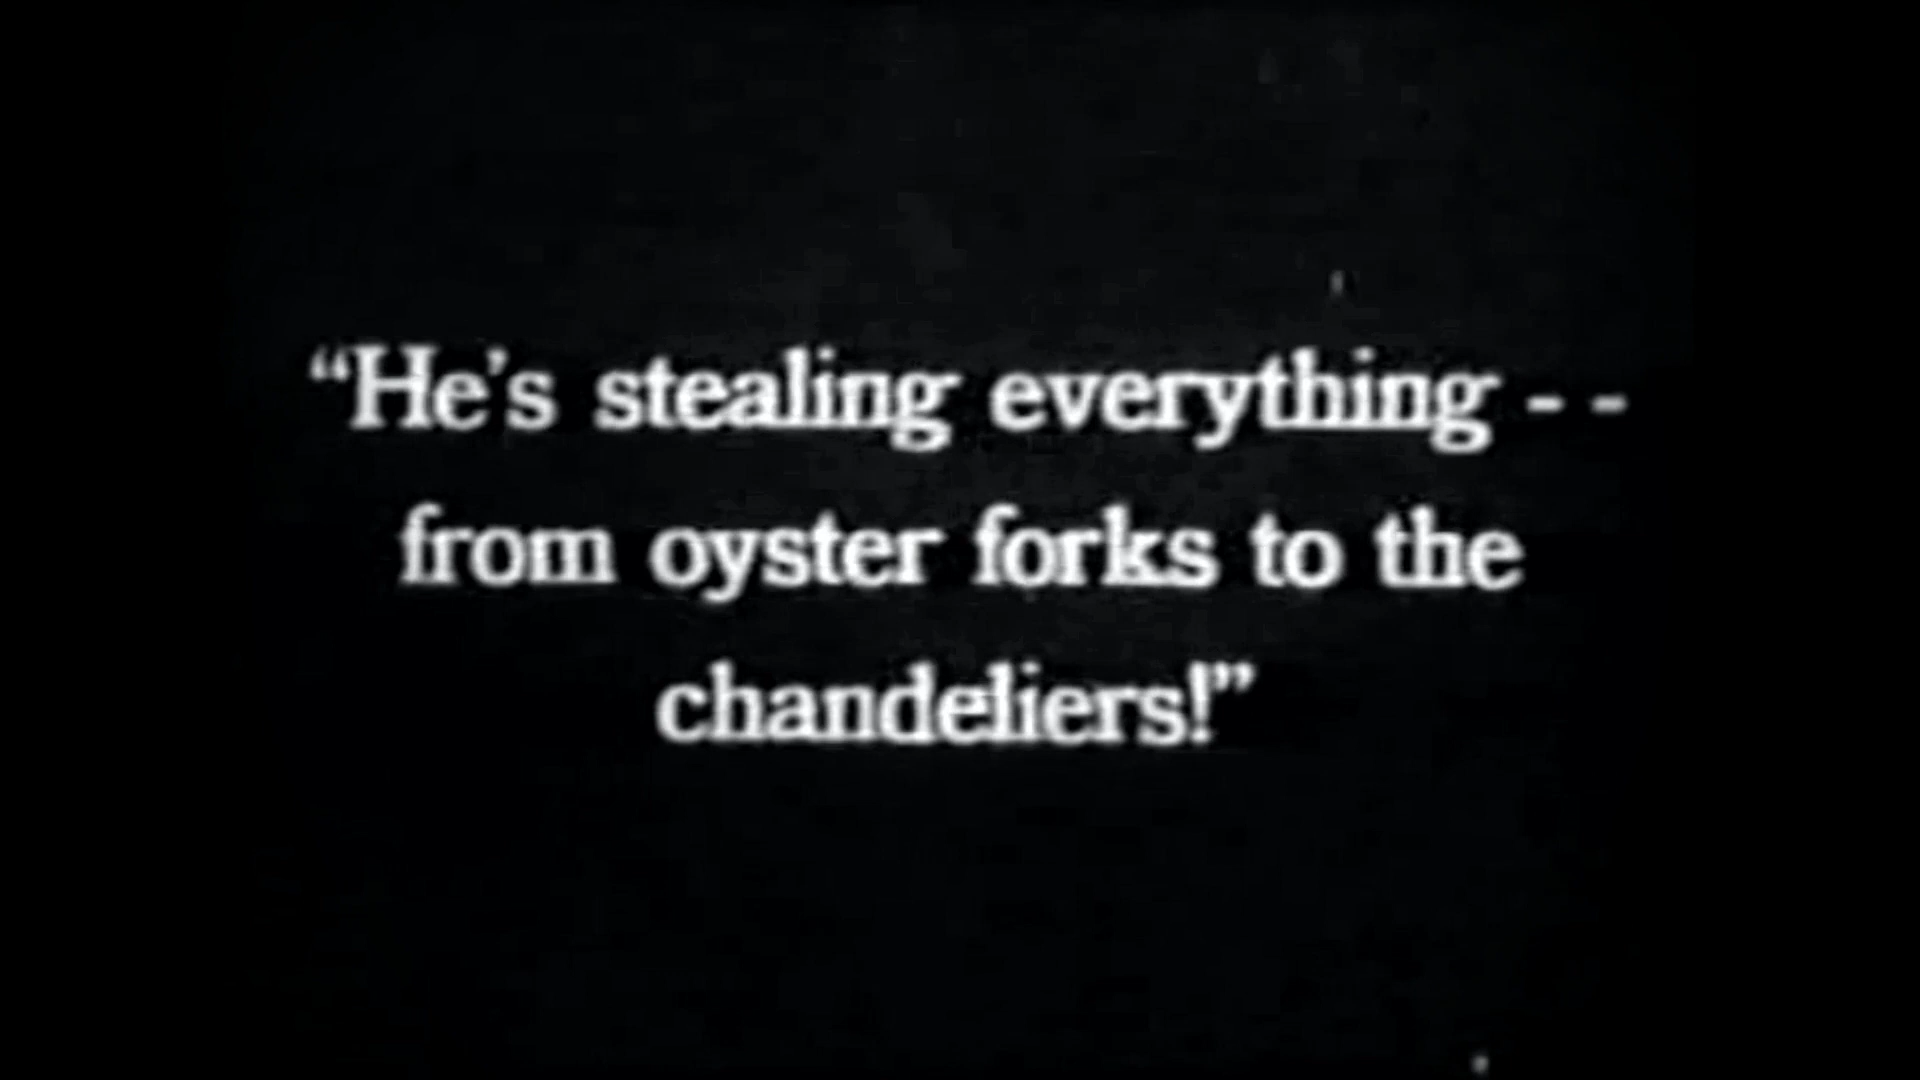 “He's stealing everything - -
from oyster forks to the
chandeliers!”